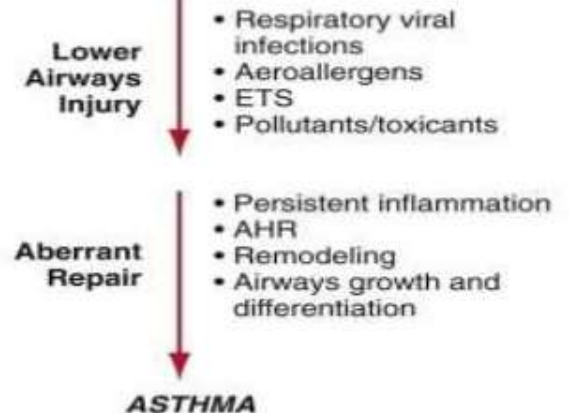 Lower
Airways
Injury
• Respiratory viral
infections
• Aeroallergens
• ETS
• Pollutants/toxicants
Aberrant
Repair
• Persistent inflammation
• AHR
• Remodeling
• Airways growth and
differentiation
ASTHMA